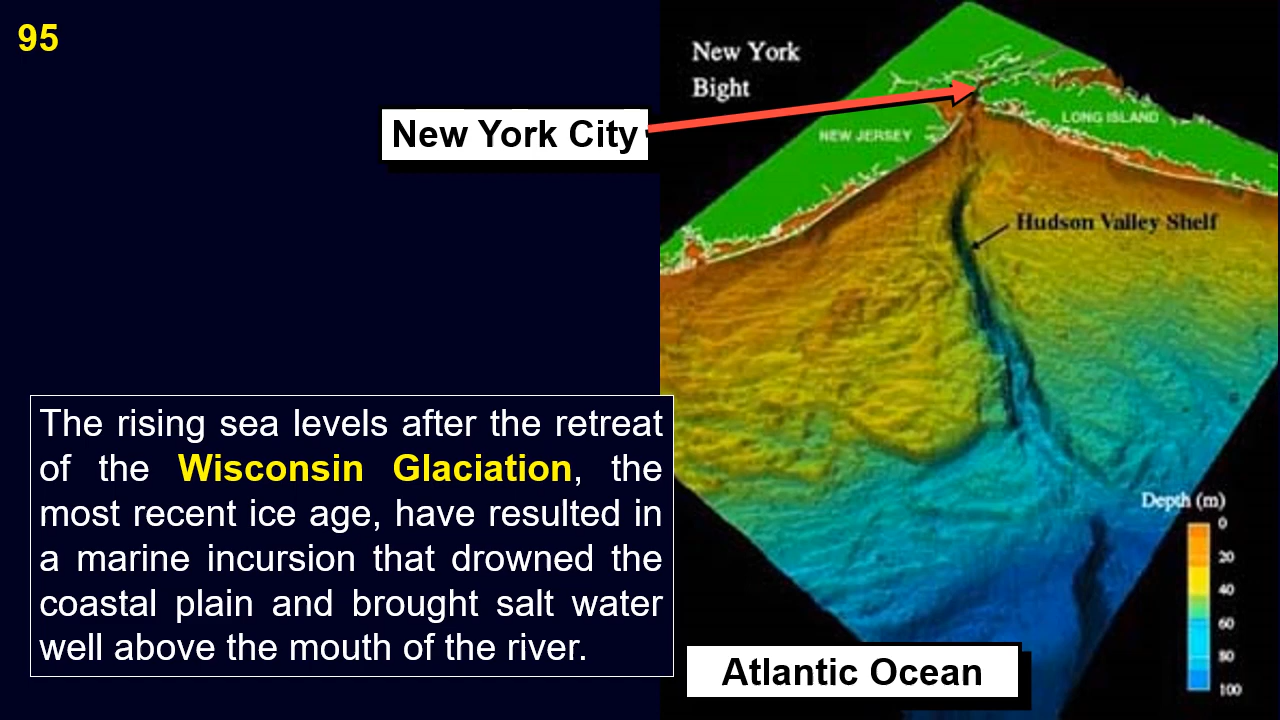 95
New York
Bight
New York City
LONG ISLAND
NEW JERSEY
Hudson Valley Shelf
The rising sea levels after the retreat
of the Wisconsin Glaciation, the
most recent ice age, have resulted in
a marine incursion that drowned the
coastal plain and brought salt water
well above the mouth of the river.
Depth (m)
0
20
40
60
80
100
Atlantic Ocean